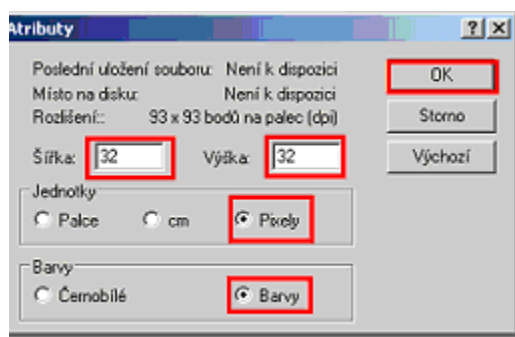 Atributy
Poslední uložení souboru: Není k dispozici
Místo na disku: Není k dispozici
Rozlišení:: 93 x 93 bodů na palec (dpi)
Šířka: 32 Výška: 32
Jednotky
Palce cm Pixely
Barvy
Černobílé Barvy
OK
Storno
Výchozí